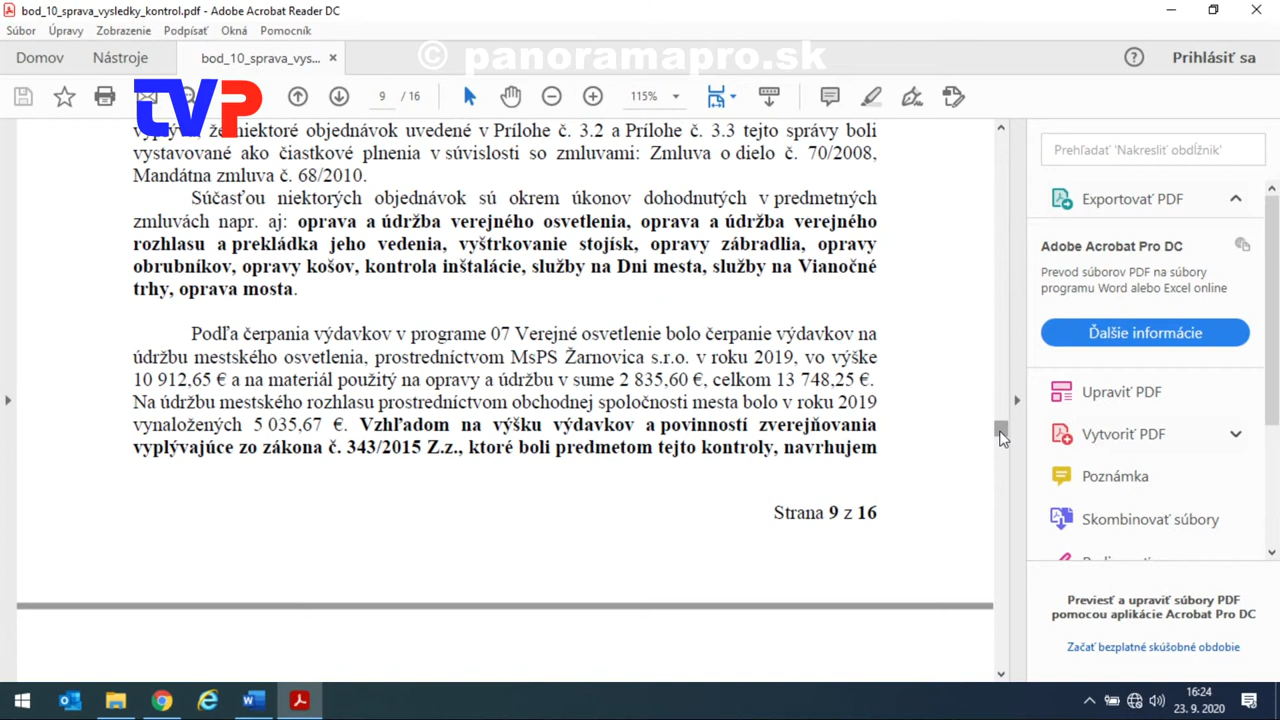 bod_10_sprava_vysledky_kontrol.pdf - Adobe Acrobat Reader DC
Súbor Úpravy Zobrazenie Podpísať Okná Pomocník
© panoramapro.sk
Domov Nástroje bod_10_sprava_vys... Prihlásiť sa
TVP
9 / 16 115%
že niektoré objednávok uvedené v Prílohe č. 3.2 a Prílohe č. 3.3 tejto správy boli
vystavované ako čiastkové plnenia v súvislosti so zmluvami: Zmluva o dielo č. 70/2008,
Mandátna zmluva č. 68/2010.
Súčasťou niektorých objednávok sú okrem úkonov dohodnutých v predmetných
zmluvách napr. aj: oprava a údržba verejného osvetlenia, oprava a údržba verejného
rozhlasu a prekládka jeho vedenia, vyštrkovanie stojísk, opravy zábradlia, opravy
obrubníkov, opravy košov, kontrola inštalácie, služby na Dni mesta, služby na Vianočné
trhy, oprava mosta.
Podľa čerpania výdavkov v programe 07 Verejné osvetlenie bolo čerpanie výdavkov na
údržbu mestského osvetlenia, prostredníctvom MsPS Žarnovica s.r.o. v roku 2019, vo výške
10 912,65 € a na materiál použitý na opravy a údržbu v sume 2 835,60 €, celkom 13 748,25 €.
Na údržbu mestského rozhlasu prostredníctvom obchodnej spoločnosti mesta bolo v roku 2019
vynaložených 5 035,67 €. Vzhľadom na výšku výdavkov a povinností zverejňovania
vyplývajúce zo zákona č. 343/2015 Z.z., ktoré boli predmetom tejto kontroly, navrhujem
Strana 9 z 16
Prehľadať 'Nakresliť obdĺžnik'
Exportovať PDF
Adobe Acrobat Pro DC
Prevod súborov PDF na súbory
programu Word alebo Excel online
Ďalšie informácie
Upraviť PDF
Vytvoriť PDF
Poznámka
Skombinovať súbory
Previesť a upraviť súbory PDF
pomocou aplikácie Acrobat Pro DC
Začať bezplatné skúšobné obdobie
16:24
23. 9. 2020